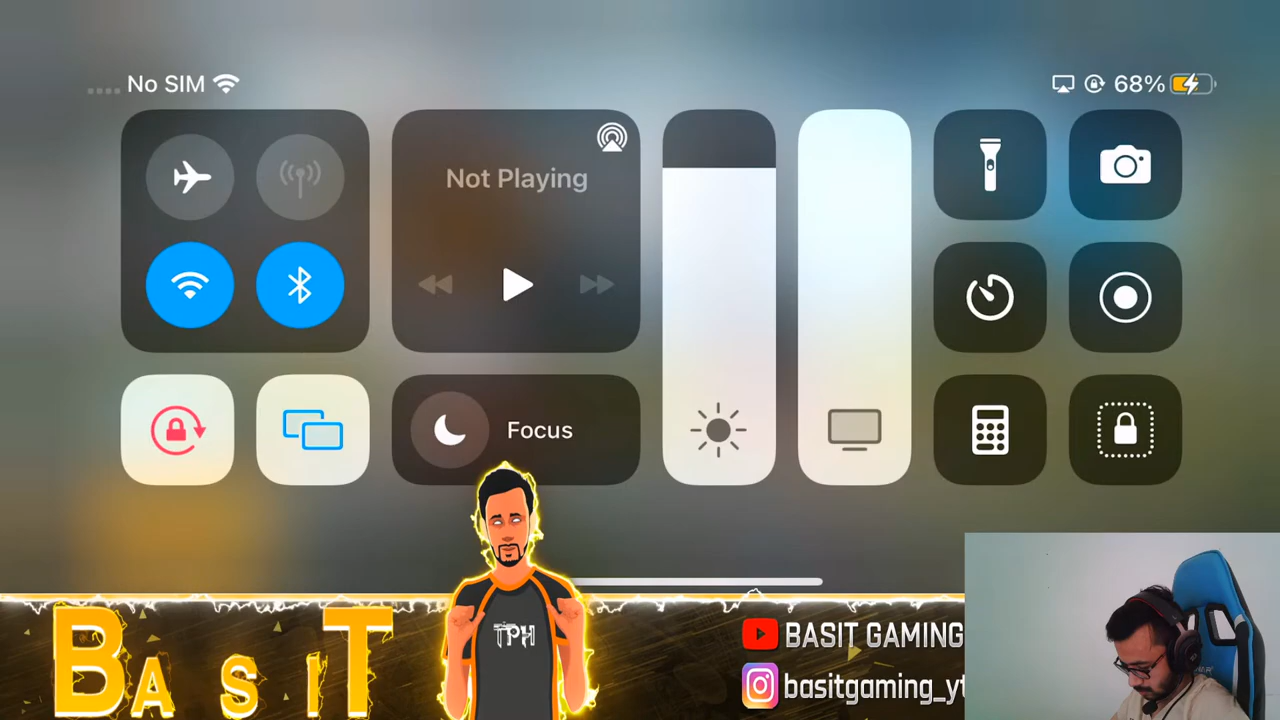 No SIM
68%
Not Playing
Focus
BASIT
TPH
BASIT GAMING
basitgaming_yt